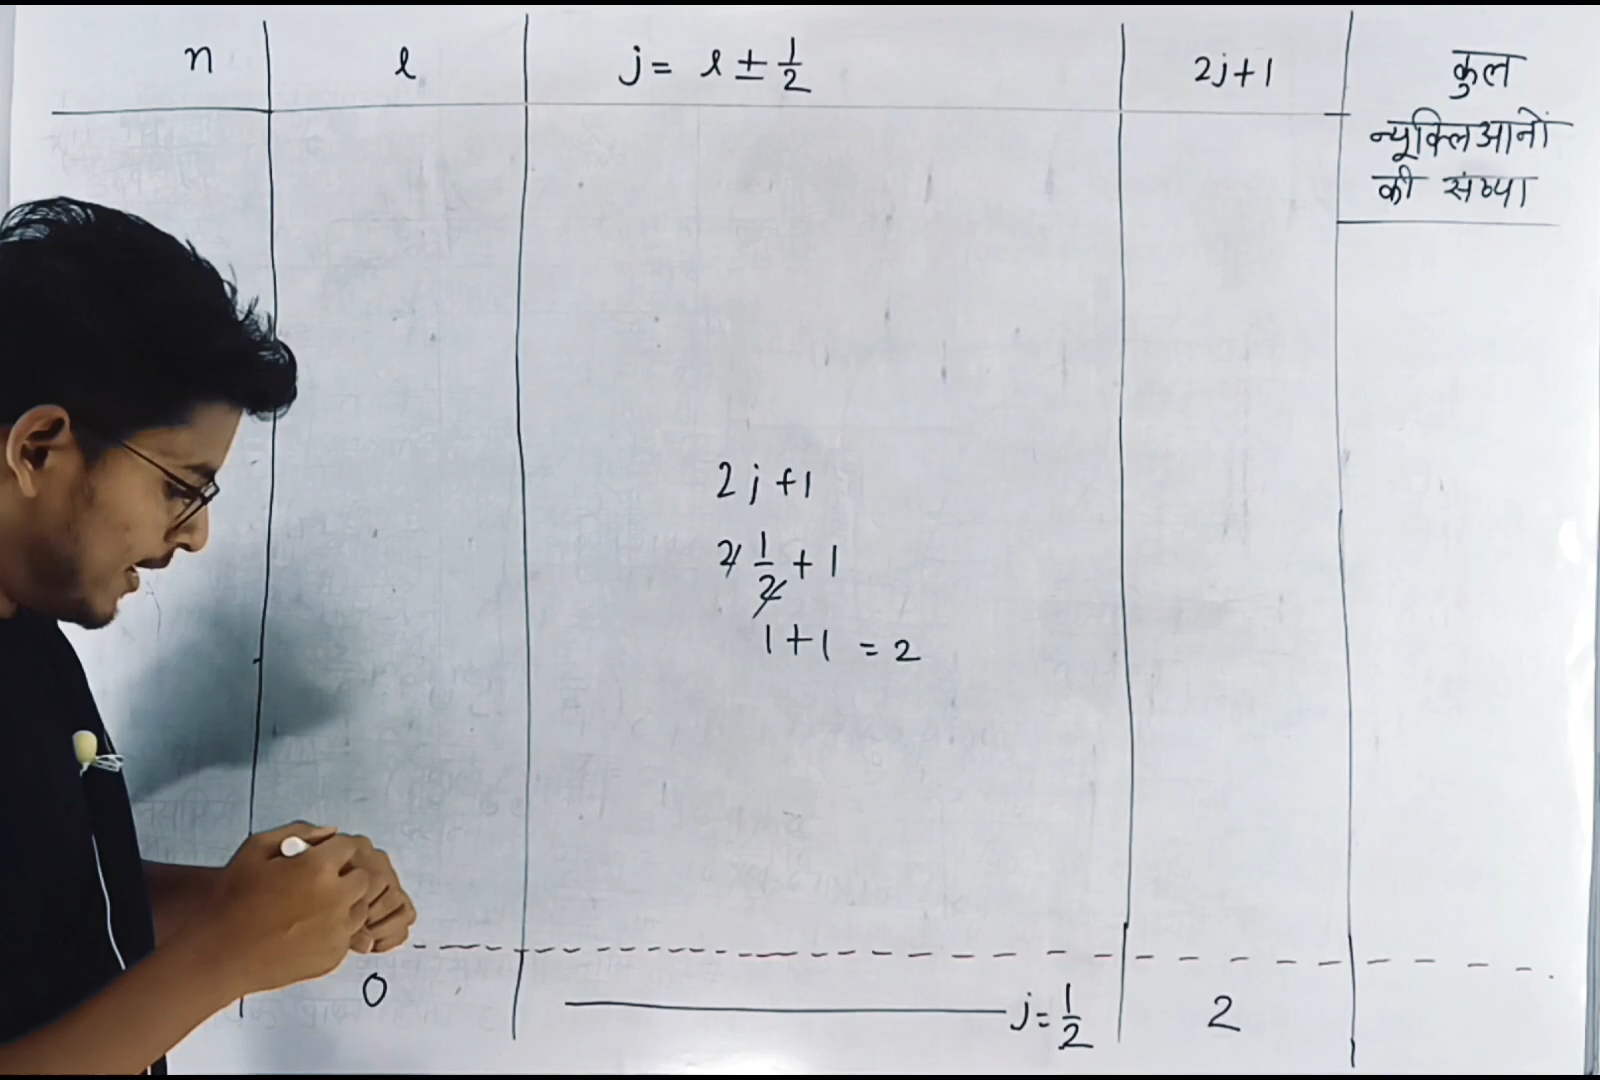 n l j = l ± 1/2 2j+1 कुल
न्यूक्लिआनों
की संख्या
2j+1
2 1/2 + 1
1+1 = 2
0 j = 1/2 2